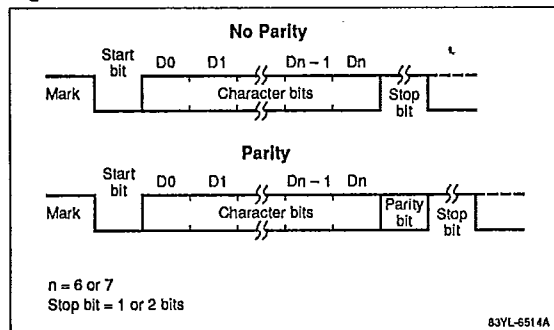 No Parity
Start bit D0 D1 Dn – 1 Dn
Mark Character bits Stop bit
Parity
Start bit D0 D1 Dn – 1 Dn
Mark Character bits Parity bit Stop bit
n = 6 or 7
Stop bit = 1 or 2 bits
83YL-6514A